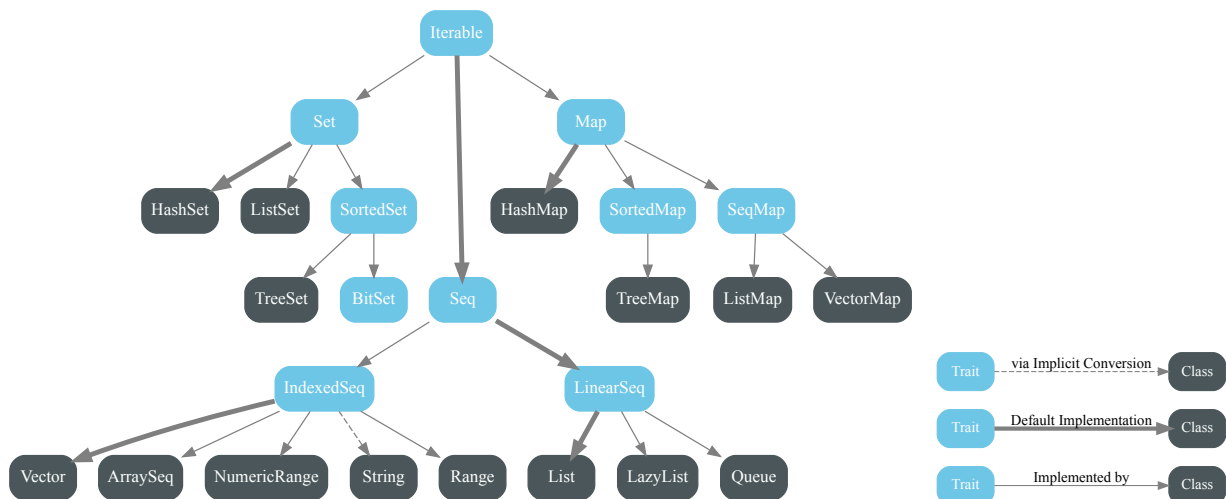 Iterable
Set
Map
HashSet
ListSet
SortedSet
HashMap
SortedMap
SeqMap
TreeSet
BitSet
Seq
TreeMap
ListMap
VectorMap
IndexedSeq
LinearSeq
Vector
ArraySeq
NumericRange
String
Range
List
LazyList
Queue
Trait via Implicit Conversion Class
Trait Default Implementation Class
Trait Implemented by Class